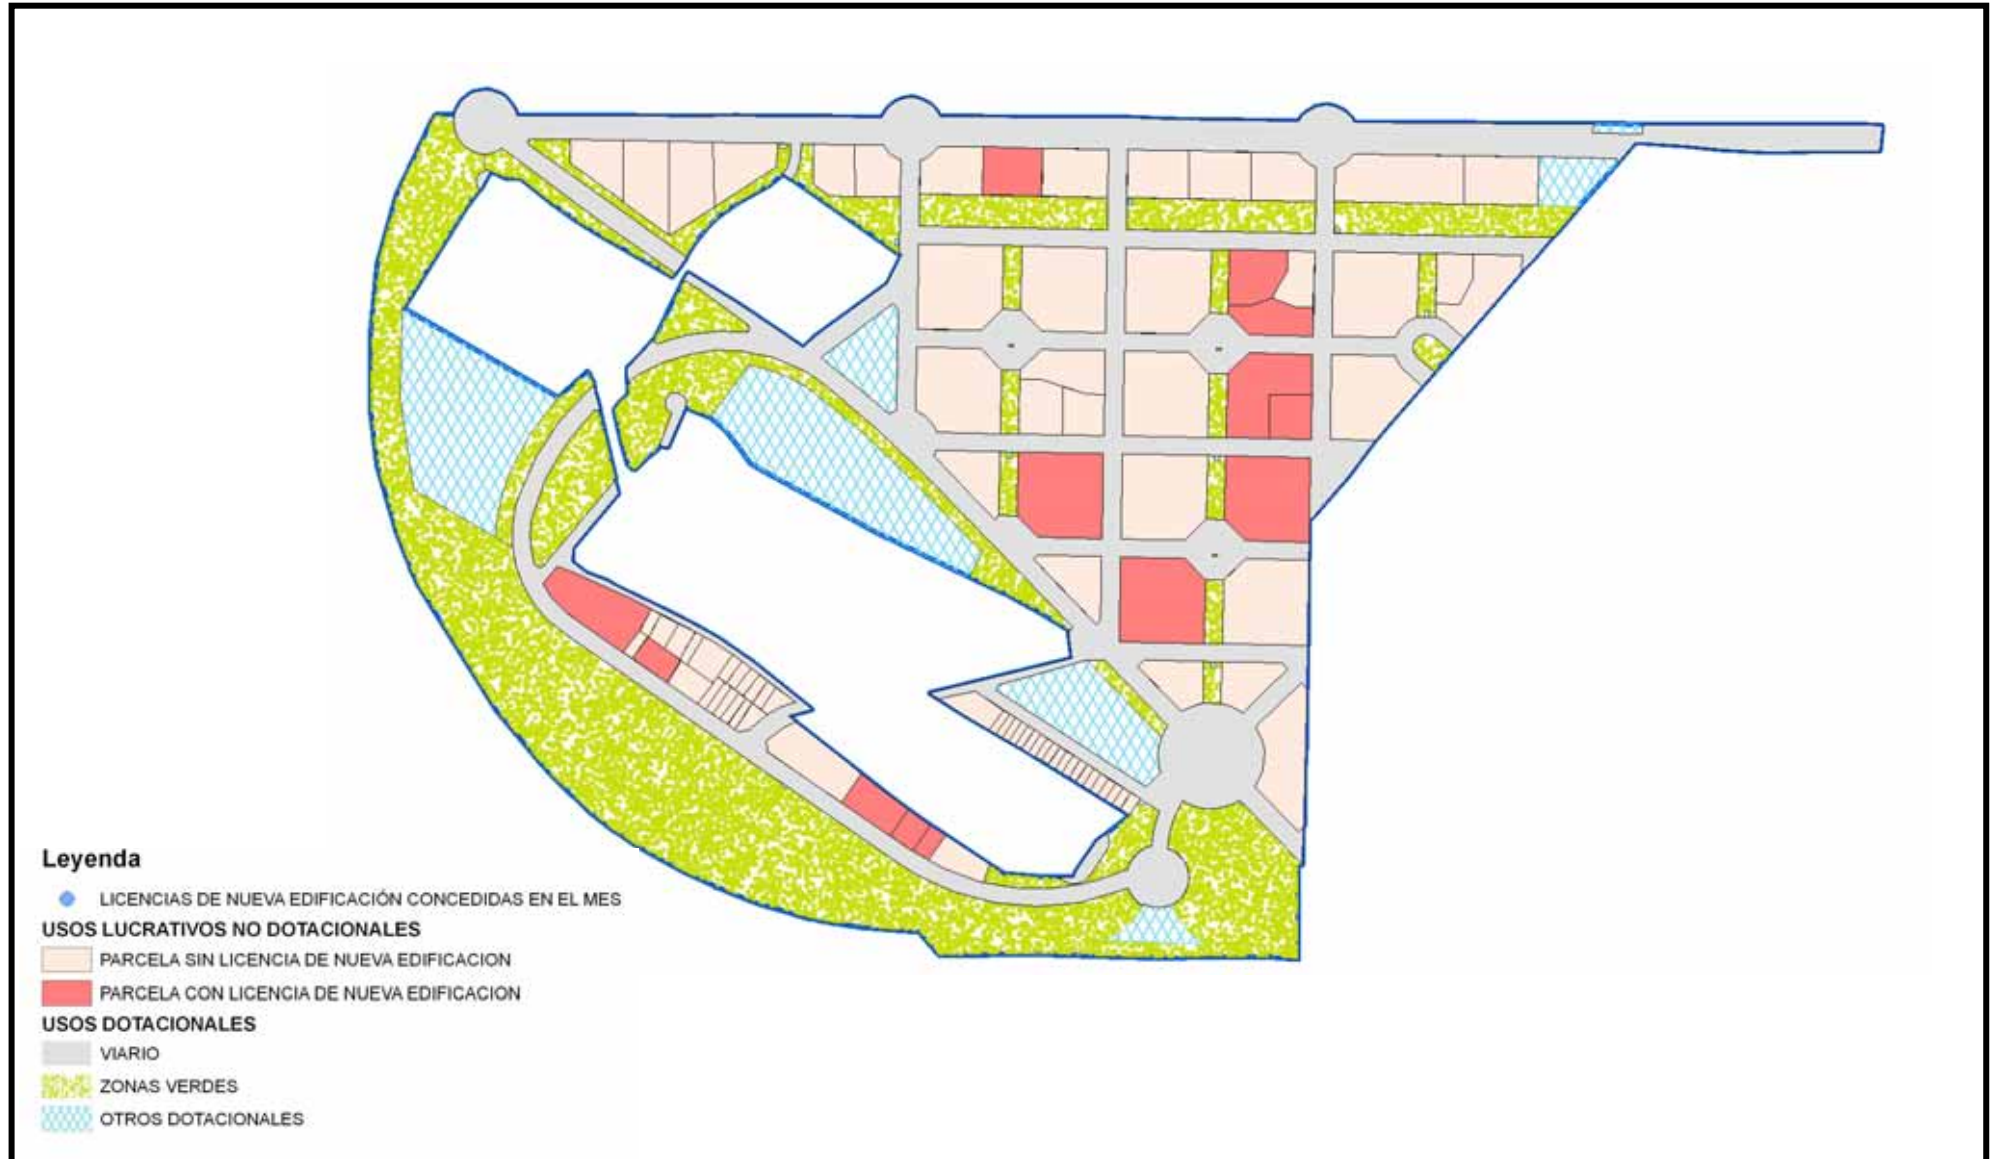 Leyenda
LICENCIAS DE NUEVA EDIFICACIÓN CONCEDIDAS EN EL MES
USOS LUCRATIVOS NO DOTACIONALES
PARCELA SIN LICENCIA DE NUEVA EDIFICACION
PARCELA CON LICENCIA DE NUEVA EDIFICACION
USOS DOTACIONALES
VIARIO
ZONAS VERDES
OTROS DOTACIONALES